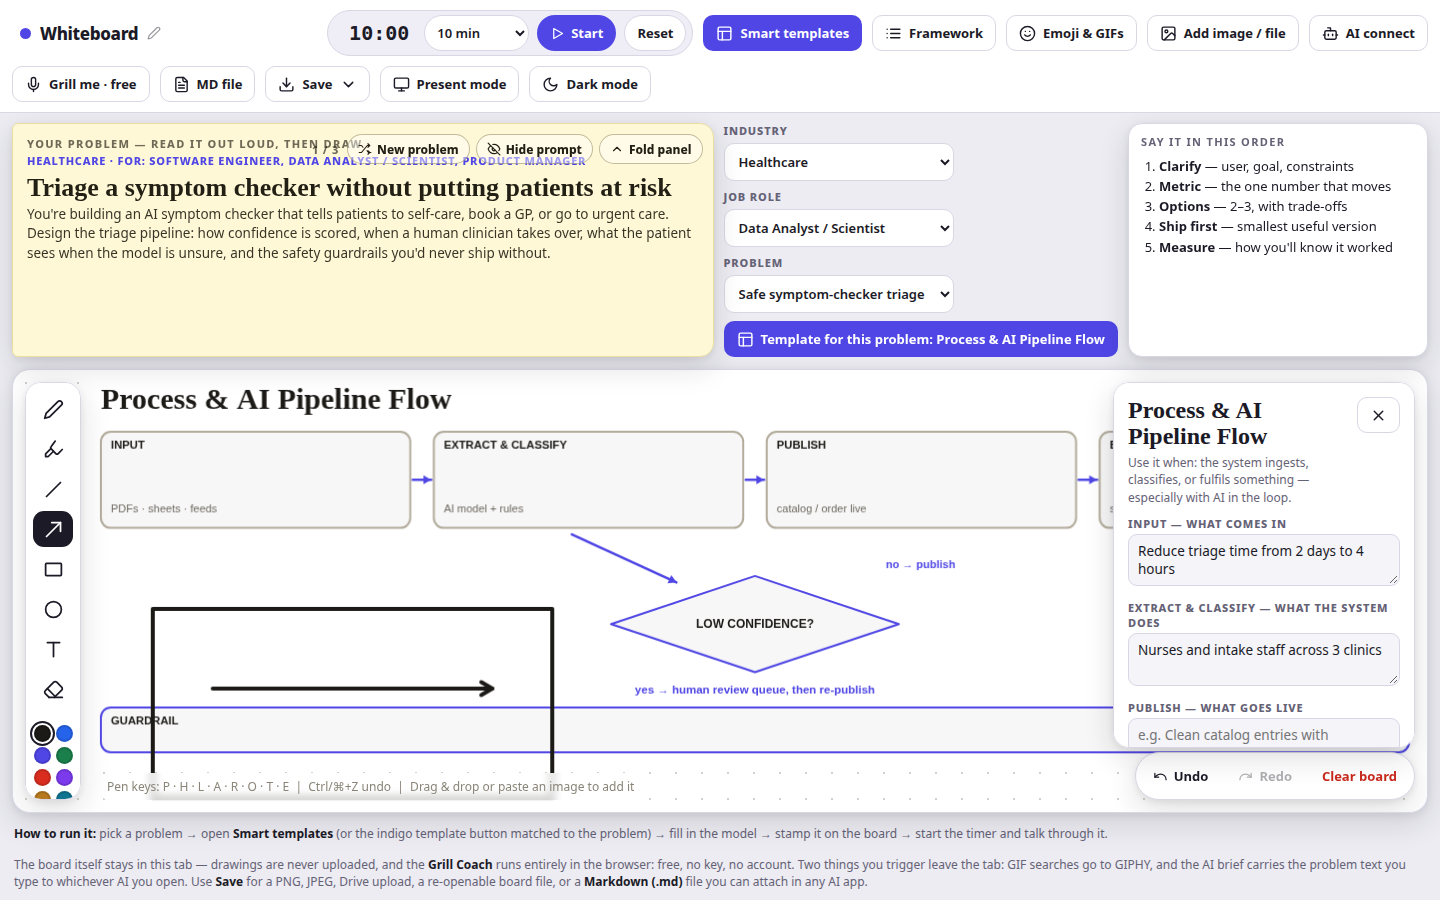 Whiteboard
10:00
10 min
Start
Reset
Smart templates
Framework
Emoji & GIFs
Add image / file
AI connect
Grill me · free
MD file
Save
Present mode
Dark mode
YOUR PROBLEM — READ IT OUT LOUD, THEN DRAW
1 / 3
New problem
Hide prompt
Fold panel
HEALTHCARE · FOR: SOFTWARE ENGINEER, DATA ANALYST / SCIENTIST, PRODUCT MANAGER
Triage a symptom checker without putting patients at risk
You're building an AI symptom checker that tells patients to self-care, book a GP, or go to urgent care.
Design the triage pipeline: how confidence is scored, when a human clinician takes over, what the patient
sees when the model is unsure, and the safety guardrails you'd never ship without.
INDUSTRY
Healthcare
JOB ROLE
Data Analyst / Scientist
PROBLEM
Safe symptom-checker triage
Template for this problem: Process & AI Pipeline Flow
SAY IT IN THIS ORDER
1. Clarify — user, goal, constraints
2. Metric — the one number that moves
3. Options — 2–3, with trade-offs
4. Ship first — smallest useful version
5. Measure — how you'll know it worked
Process & AI Pipeline Flow
INPUT
PDFs · sheets · feeds
EXTRACT & CLASSIFY
AI model + rules
PUBLISH
catalog / order live
no → publish
LOW CONFIDENCE?
yes → human review queue, then re-publish
GUARDRAIL
Process & AI
Pipeline Flow
Use it when: the system ingests,
classifies, or fulfils something —
especially with AI in the loop.
INPUT — WHAT COMES IN
Reduce triage time from 2 days to 4
hours
EXTRACT & CLASSIFY — WHAT THE SYSTEM
DOES
Nurses and intake staff across 3 clinics
PUBLISH — WHAT GOES LIVE
e.g. Clean catalog entries with
Pen keys: P · H · L · A · R · O · T · E | Ctrl/⌘+Z undo | Drag & drop or paste an image to add it
Undo
Redo
Clear board
How to run it: pick a problem → open Smart templates (or the indigo template button matched to the problem) → fill in the model → stamp it on the board → start the timer and talk through it.
The board itself stays in this tab — drawings are never uploaded, and the Grill Coach runs entirely in the browser: free, no key, no account. Two things you trigger leave the tab: GIF searches go to GIPHY, and the AI brief carries the problem text you
type to whichever AI you open. Use Save for a PNG, JPEG, Drive upload, a re-openable board file, or a Markdown (.md) file you can attach in any AI app.